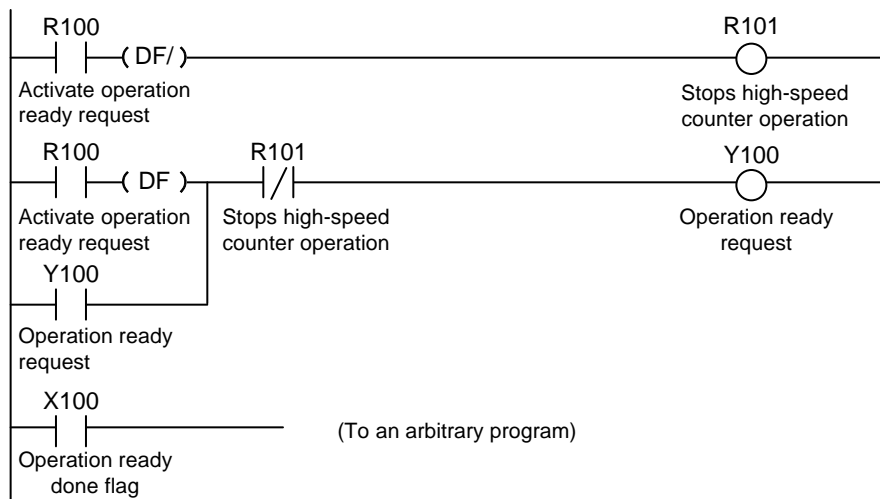 R100 R101
( DF/ )
Activate operation
ready request
Stops high-speed
counter operation
R100 R101 Y100
( DF )
Activate operation
ready request
Stops high-speed
counter operation
Operation ready
request
Y100
Operation ready
request
X100
(To an arbitrary program)
Operation ready
done flag